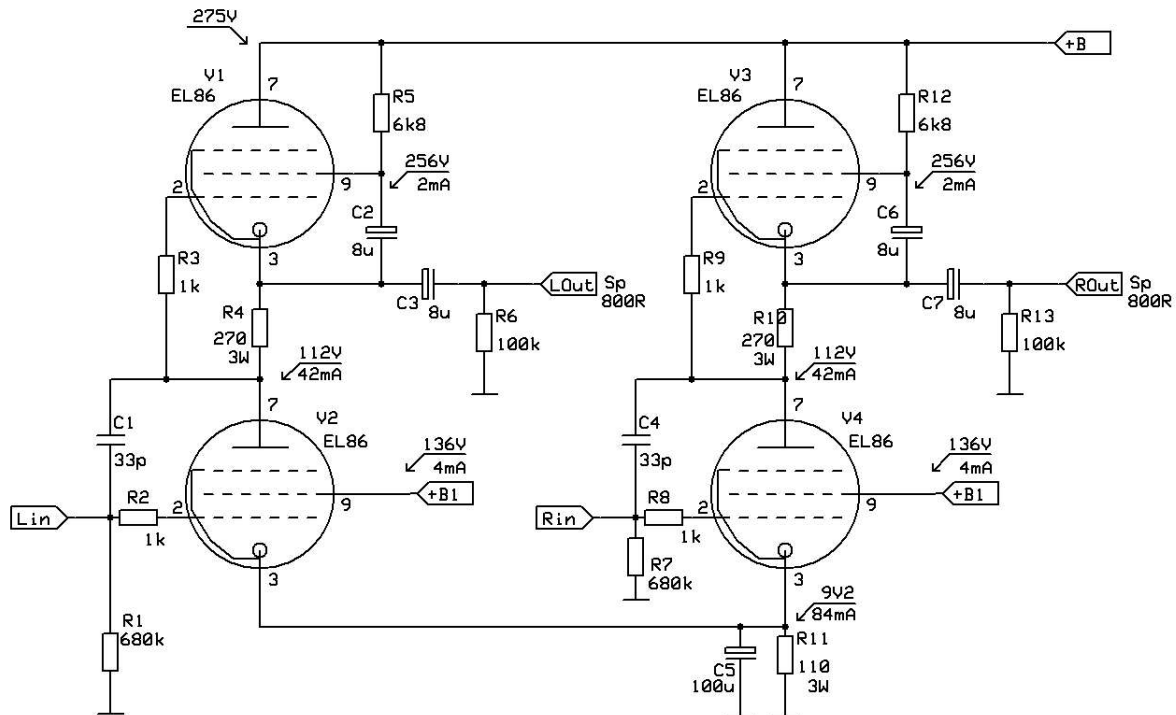 275V
+B
V1
EL86
7
R5
6k8
256V
2mA
2
9
C2
8u
3
R3
1k
R4
270
3W
C3
8u
R6
100k
LOut
Sp
800R
112V
42mA
7
C1
33p
V2
EL86
136V
4mA
+B1
Lin
R2
1k
2
9
3
R1
680k
V3
EL86
7
R12
6k8
256V
2mA
2
9
C6
8u
3
R9
1k
R10
270
3W
C7
8u
R13
100k
ROut
Sp
800R
112V
42mA
7
C4
33p
V4
EL86
136V
4mA
+B1
Rin
R8
1k
2
9
R7
680k
3
9V2
84mA
C5
100u
R11
110
3W